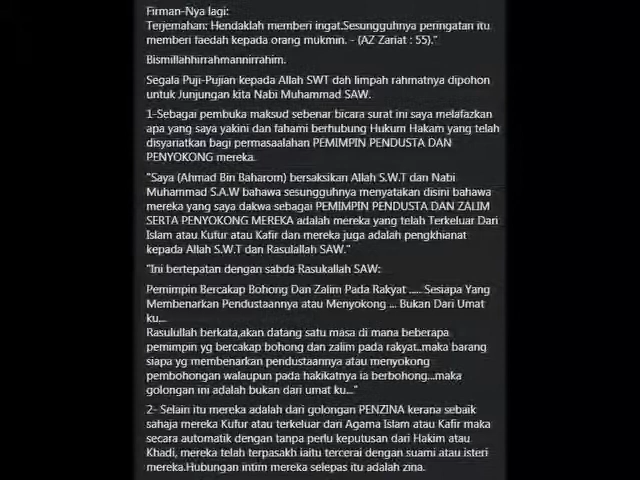 Firman-Nya lagi:
Terjemahan: Hendaklah memberi ingat.Sesungguhnya peringatan itu
memberi faedah kepada orang mukmin. - (AZ Zariat : 55)."
Bismillahhirrahmannirrahim.
Segala Puji-Pujian kepada Allah SWT dah limpah rahmatnya dipohon
untuk Junjungan kita Nabi Muhammad SAW.
1-Sebagai pembuka maksud sebenar bicara surat ini saya melafazkan
apa yang saya yakini dan fahami berhubung Hukum Hakam yang telah
disyariatkan bagi permasaalahan PEMIMPIN PENDUSTA DAN
PENYOKONG mereka.
"Saya (Ahmad Bin Baharom) bersaksikan Allah S.W.T dan Nabi
Muhammad S.A.W bahawa sesungguhnya menyatakan disini bahawa
mereka yang saya dakwa sebagai PEMIMPIN PENDUSTA DAN ZALIM
SERTA PENYOKONG MEREKA adalah mereka yang telah Terkeluar Dari
Islam atau Kufur atau Kafir dan mereka juga adalah pengkhianat
kepada Allah S.W.T dan Rasulallah SAW."
"Ini bertepatan dengan sabda Rasukallah SAW:
Pemimpin Bercakap Bohong Dan Zalim Pada Rakyat ..... Sesiapa Yang
Membenarkan Pendustaannya atau Menyokong ... Bukan Dari Umat
ku,..
Rasulullah berkata,akan datang satu masa di mana beberapa
pemimpin yg bercakap bohong dan zalim pada rakyat..maka barang
siapa yg membenarkan pendustaannya atau menyokong
pembohongan walaupun pada hakikatnya ia berbohong...maka
golongan ini adalah bukan dari umat ku..."
2- Selain itu mereka adalah dari golongan PENZINA kerana sebaik
sahaja mereka Kufur atau terkeluar dari Agama Islam atau Kafir maka
secara automatik dengan tanpa perlu keputusan dari Hakim atau
Khadi, mereka telah terpasakh iaitu tercerai dengan suami atau isteri
mereka.Hubungan intim mereka selepas itu adalah zina.